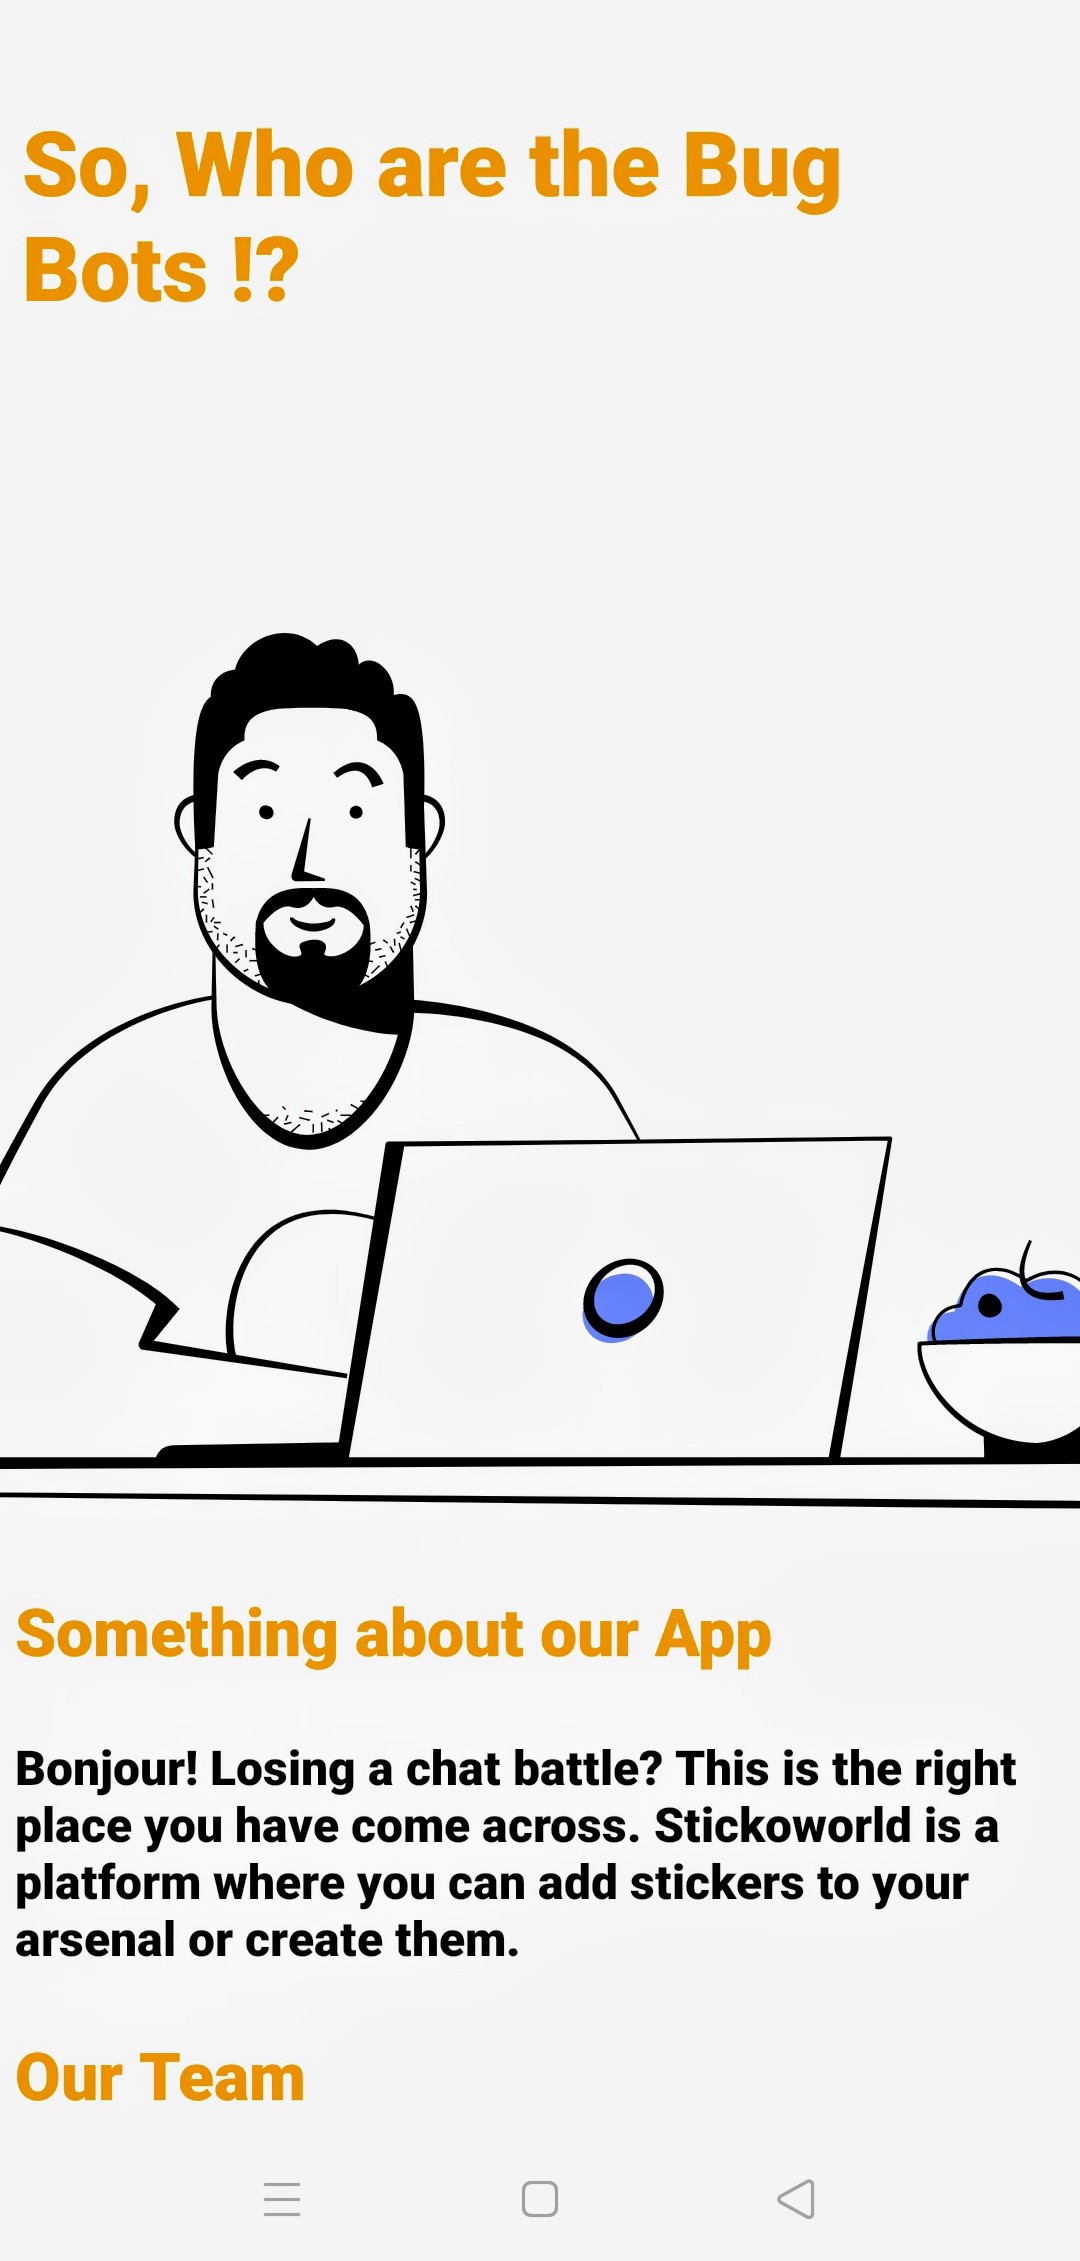 So, Who are the Bug
Bots !?
Something about our App
Bonjour! Losing a chat battle? This is the right
place you have come across. Stickoworld is a
platform where you can add stickers to your
arsenal or create them.
Our Team